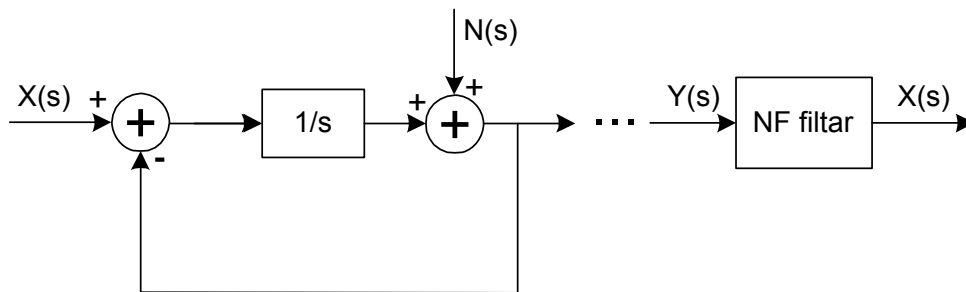 N(s)
X(s)
+
+
+
+
+
-
1/s
...
Y(s)
NF filtar
X(s)